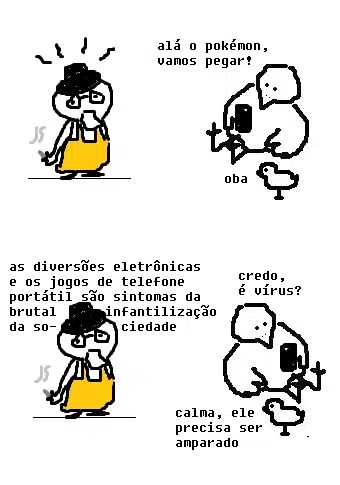 alá o pokémon,
vamos pegar!
oba
as diversões eletrônicas
e os jogos de telefone
portátil são sintomas da
brutal infantilização
da so- ciedade
credo,
é vírus?
calma, ele
precisa ser
amparado